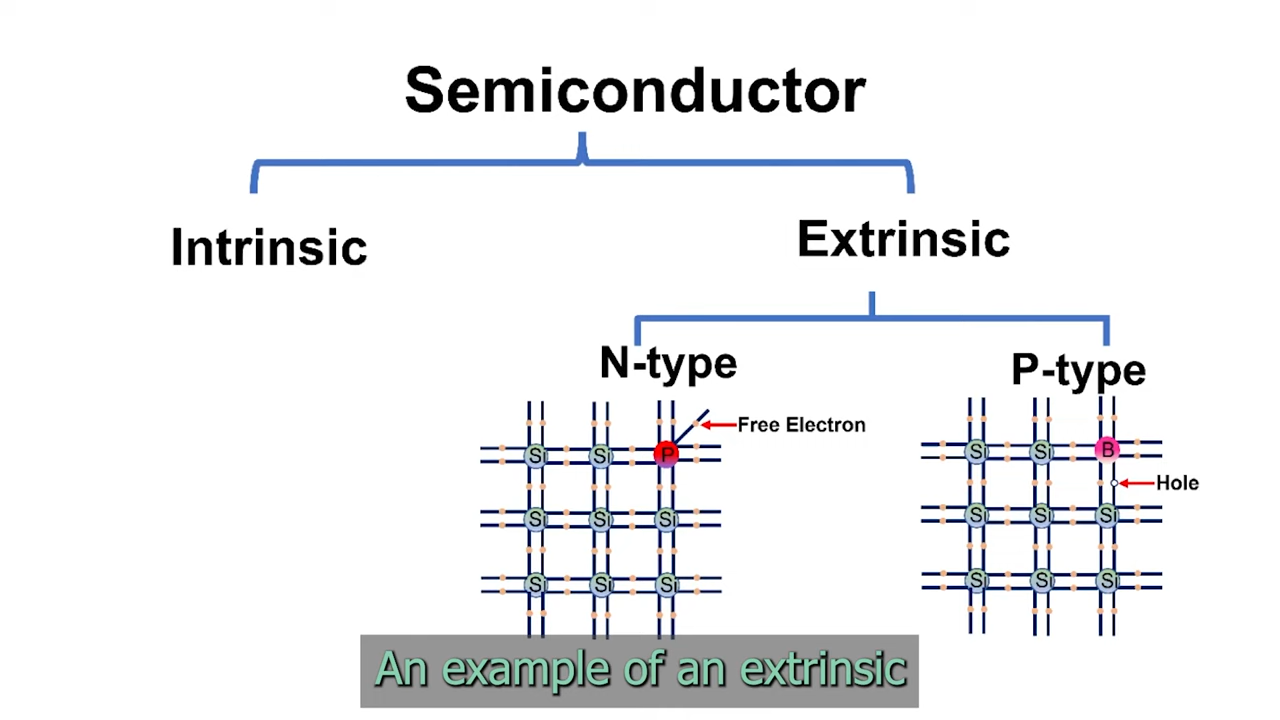 Semiconductor
Intrinsic
Extrinsic
N-type
P-type
Free Electron
Si Si P
Si Si Si
Si Si Si
Si Si B
Hole
Si Si Si
Si Si Si
An example of an extrinsic